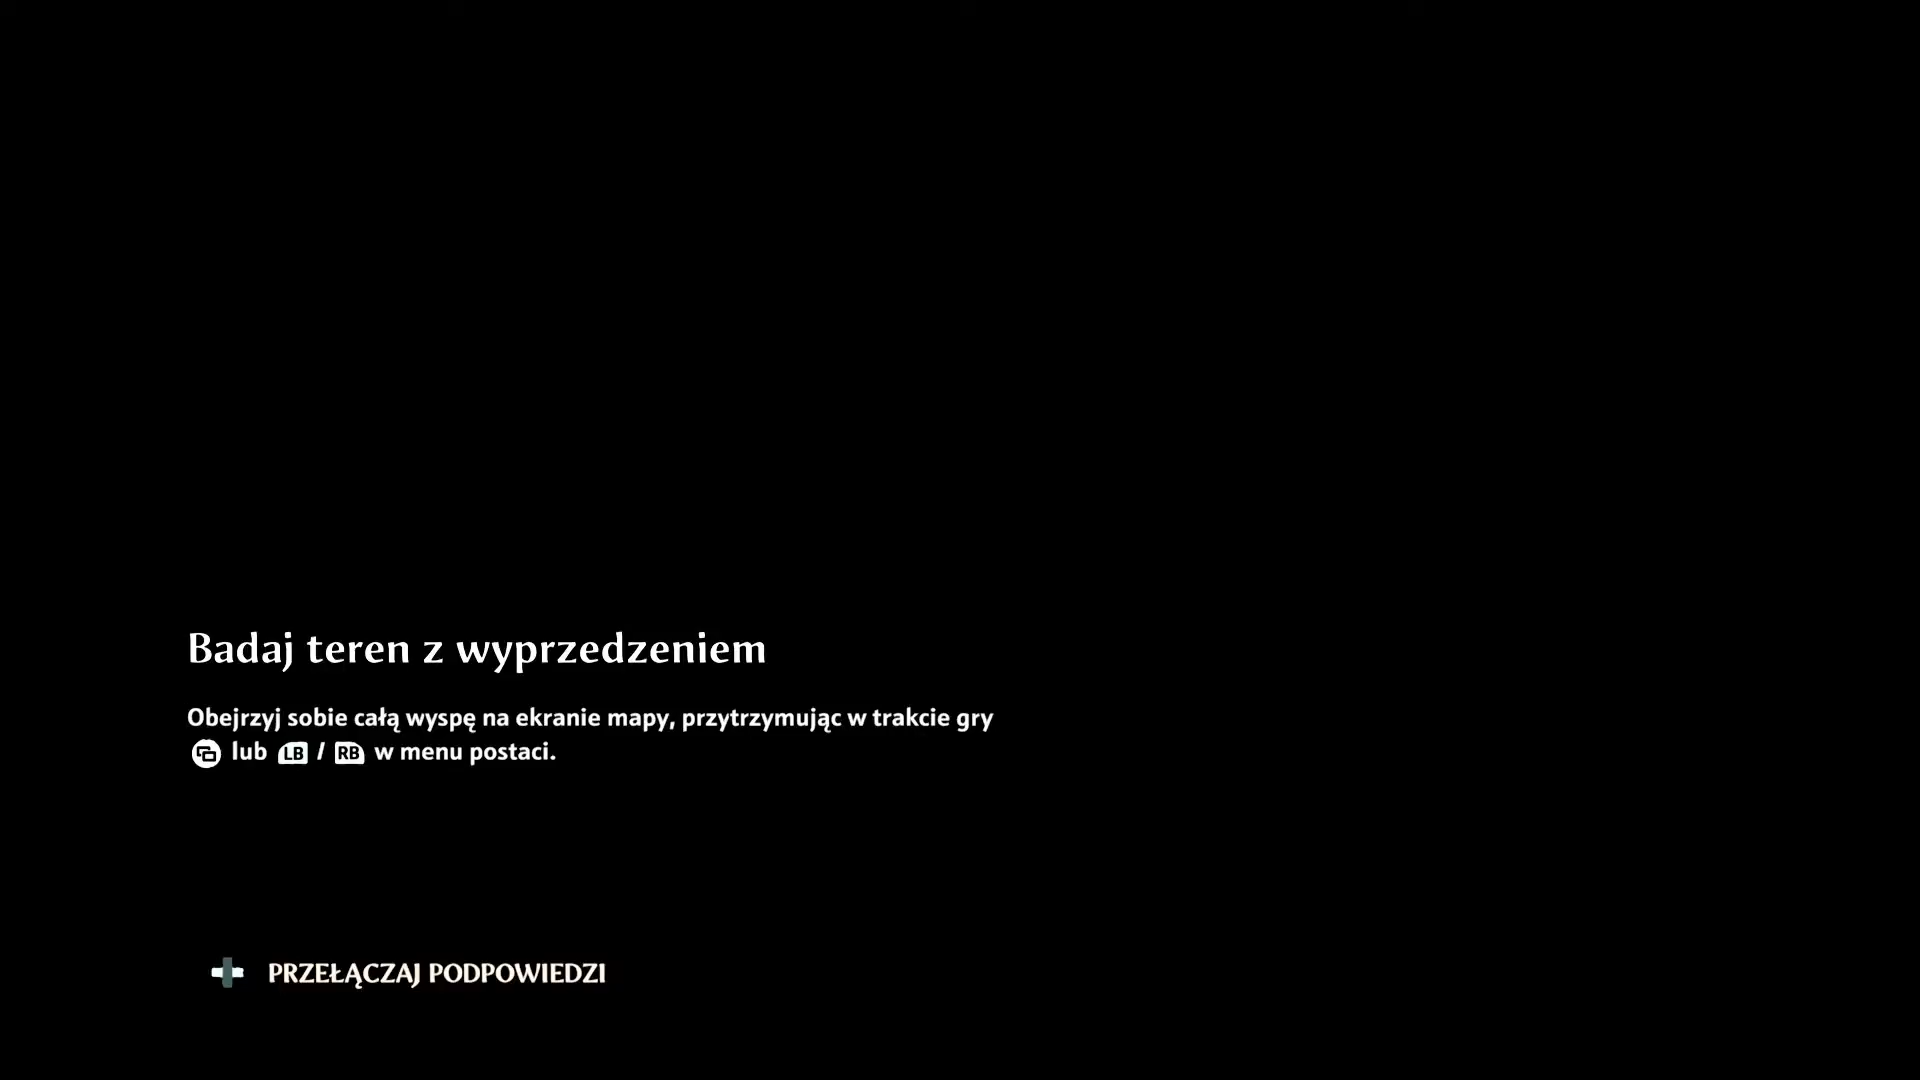 Badaj teren z wyprzedzeniem
Obejrzyj sobie całą wyspę na ekranie mapy, przytrzymując w trakcie gry
lub LB / RB w menu postaci.
PRZEŁĄCZAJ PODPOWIEDZI